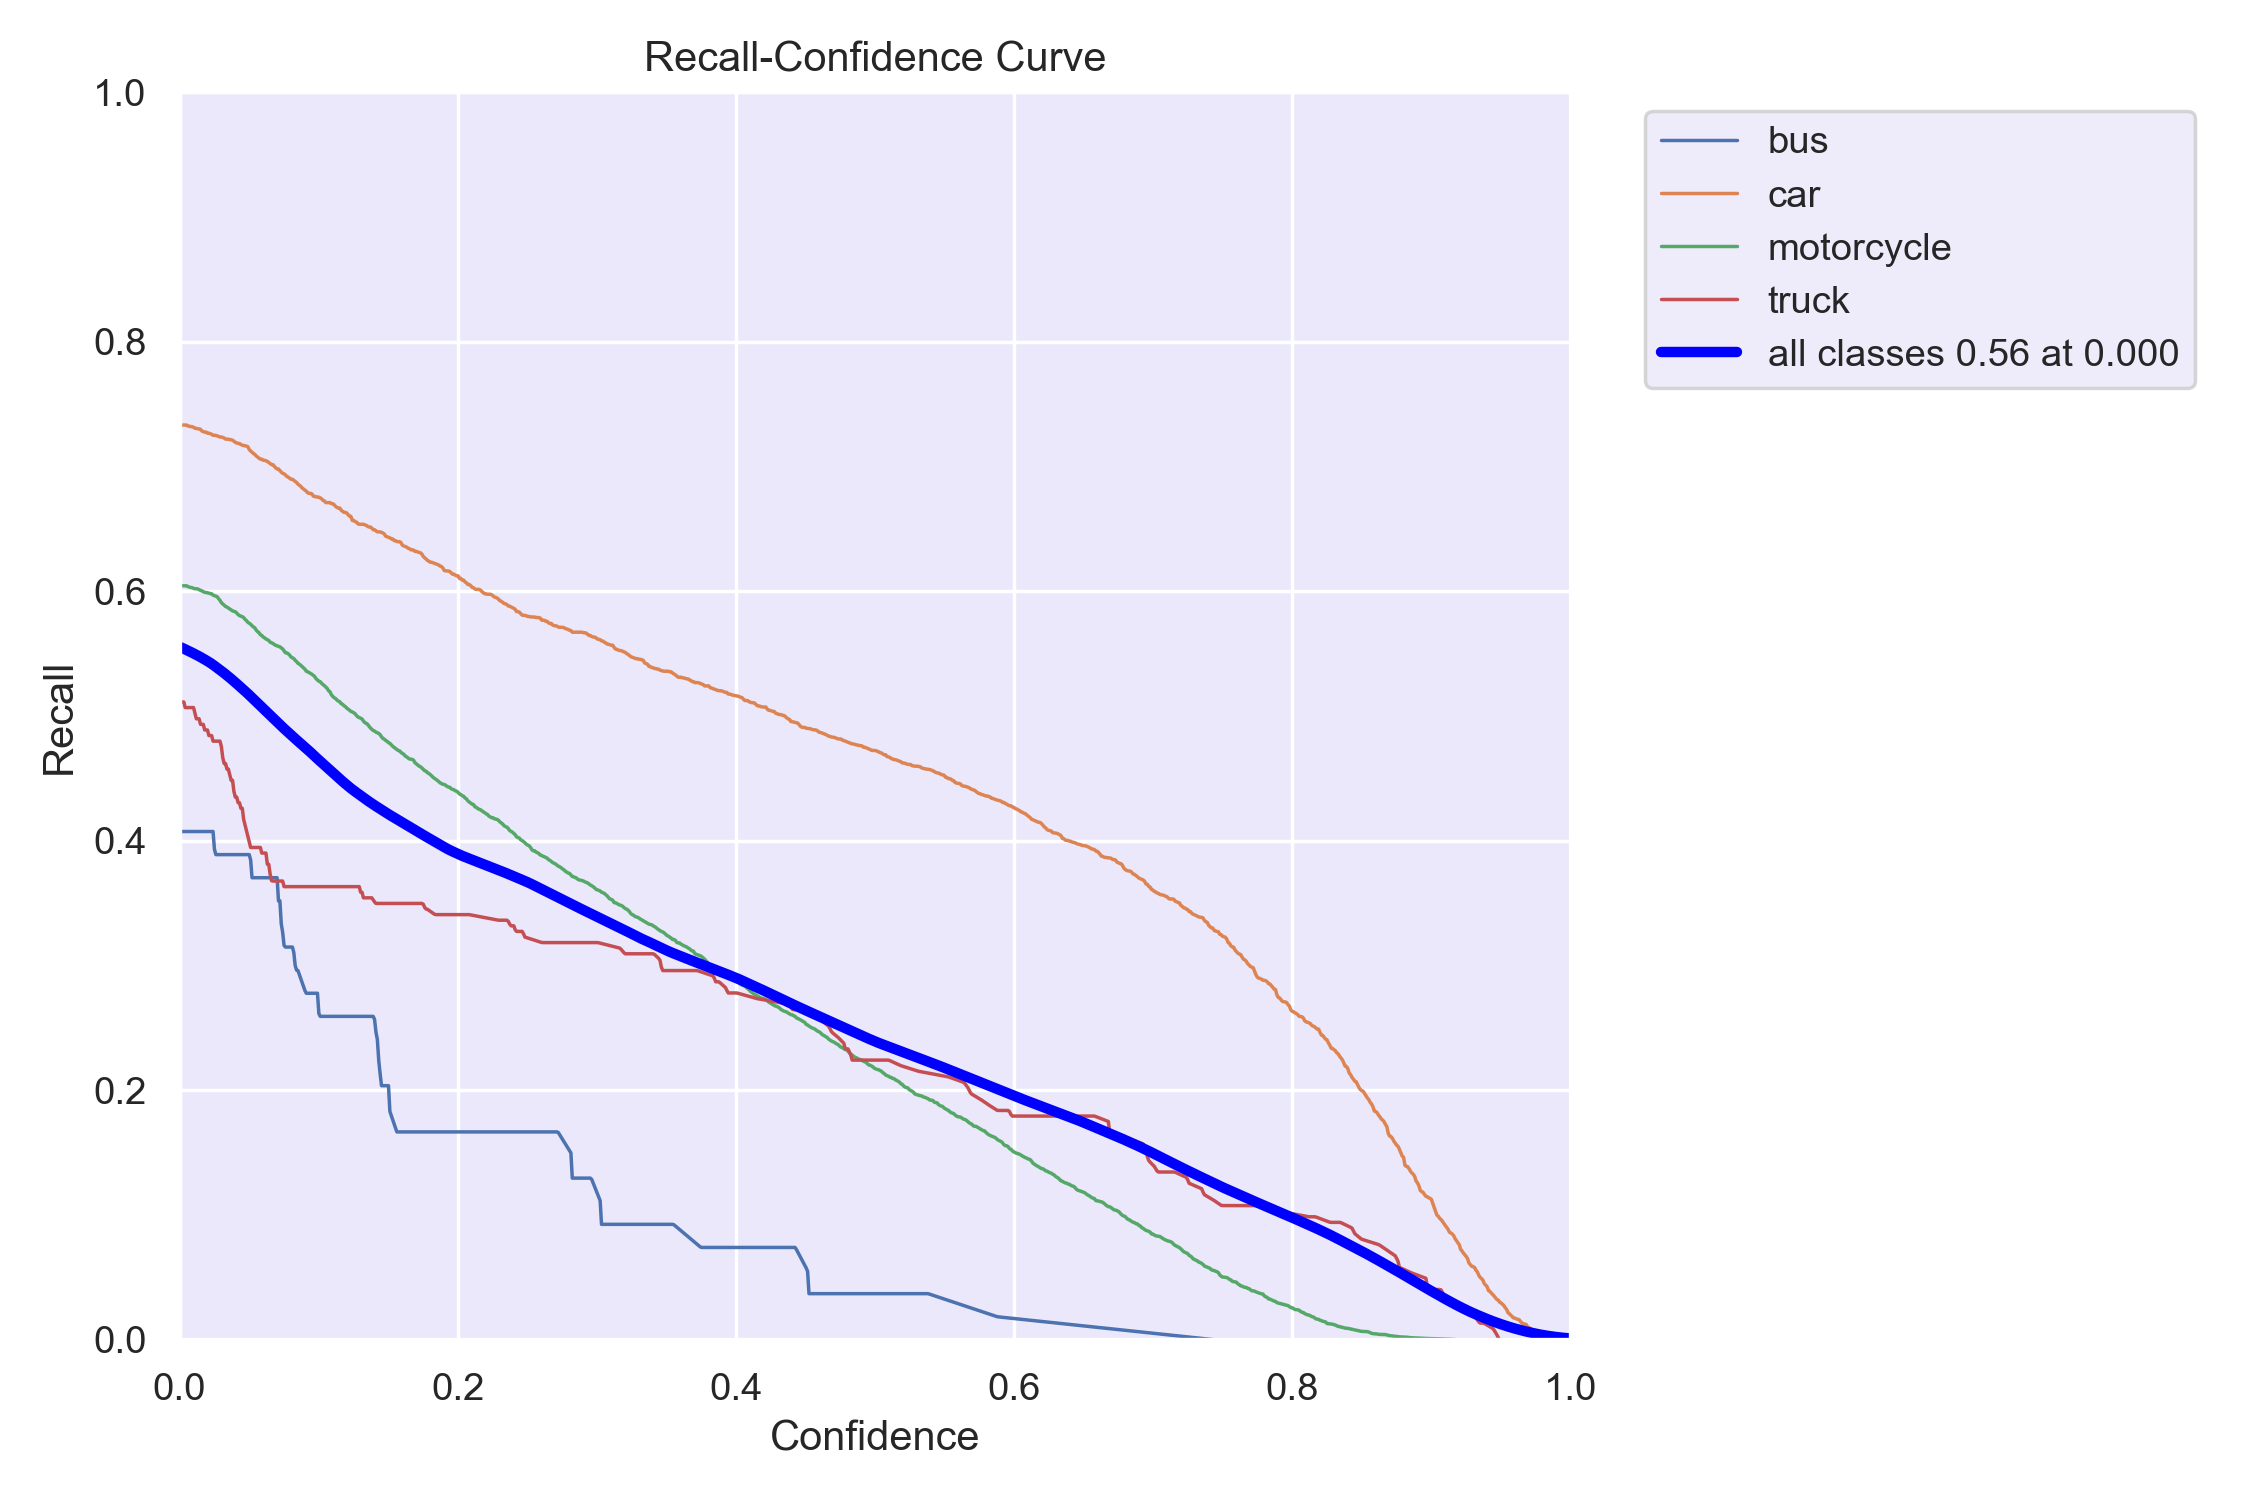 Recall-Confidence Curve
1.0
0.8
0.6
0.4
0.2
0.0
Recall
0.0 0.2 0.4 0.6 0.8 1.0
Confidence
bus
car
motorcycle
truck
all classes 0.56 at 0.000